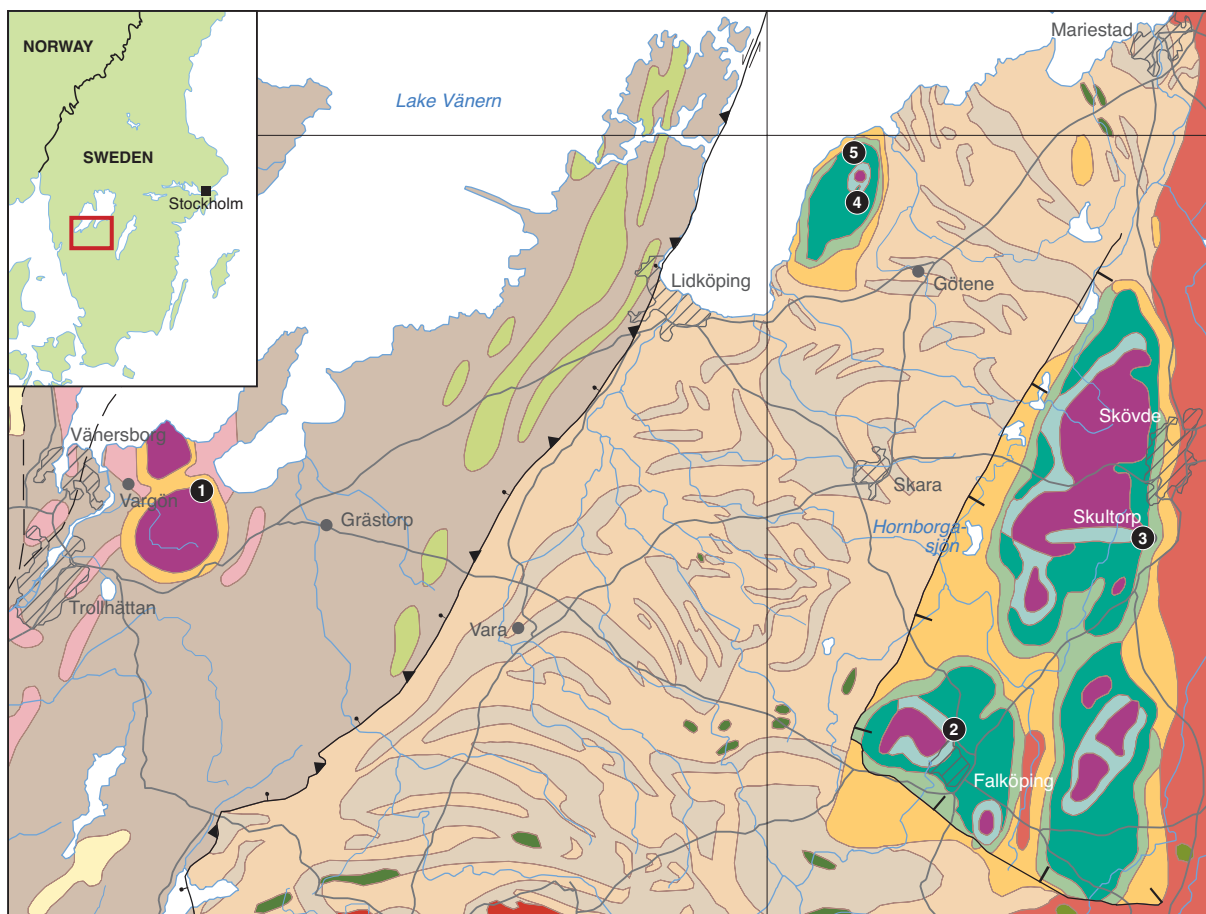 NORWAY
SWEDEN
Stockholm
Lake Vänern
Mariestad
5
4
Lidköping
Götene
Skövde
Vänersborg
1
Vargön
Grästorp
Skara
Skultorp
Hornborga-
sjön
3
Trollhättan
Vara
2
Falköping